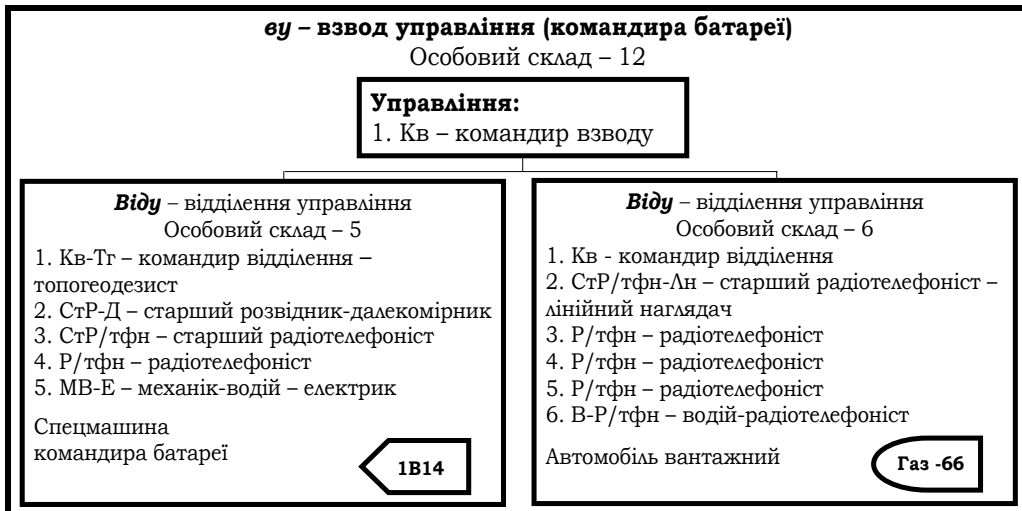 ву – взвод управління (командира батареї)
Особовий склад – 12
Управління:
1. Кв – командир взводу
Віду – відділення управління
Особовий склад – 5
1. Кв-Тг – командир відділення –
топогеодезист
2. СтР-Д – старший розвідник-далекомірник
3. СтР/тфн – старший радіотелефоніст
4. Р/тфн – радіотелефоніст
5. МВ-Е – механік-водій – електрик
Спецмашина
командира батареї
1В14
Віду – відділення управління
Особовий склад – 6
1. Кв - командир відділення
2. СтР/тфн-Лн – старший радіотелефоніст –
лінійний наглядач
3. Р/тфн – радіотелефоніст
4. Р/тфн – радіотелефоніст
5. Р/тфн – радіотелефоніст
6. В-Р/тфн – водій-радіотелефоніст
Автомобіль вантажний
Газ -66